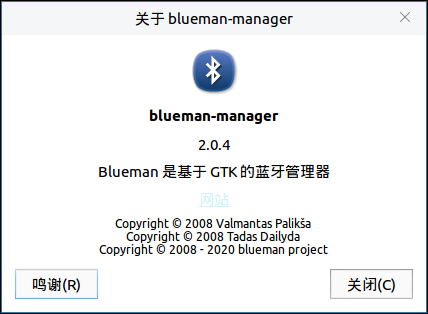 关于 blueman-manager
blueman-manager
2.0.4
Blueman 是基于 GTK 的蓝牙管理器
网站
Copyright © 2008 Valmantas Palikša
Copyright © 2008 Tadas Dailyda
Copyright © 2008 - 2020 blueman project
鸣谢(R)
关闭(C)